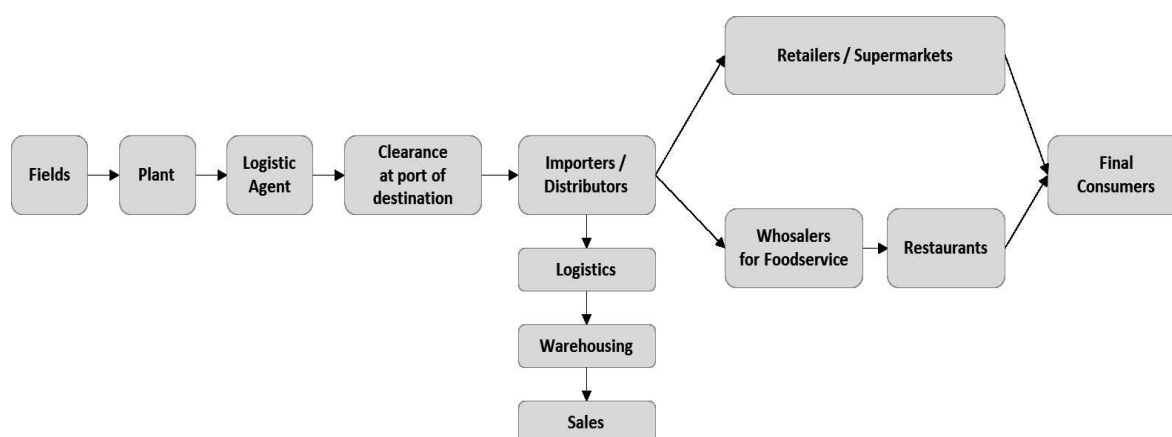 Fields
Plant
Logistic
Agent
Clearance
at port of
destination
Importers /
Distributors
Retailers / Supermarkets
Whosalers
for Foodservice
Restaurants
Final
Consumers
Logistics
Warehousing
Sales